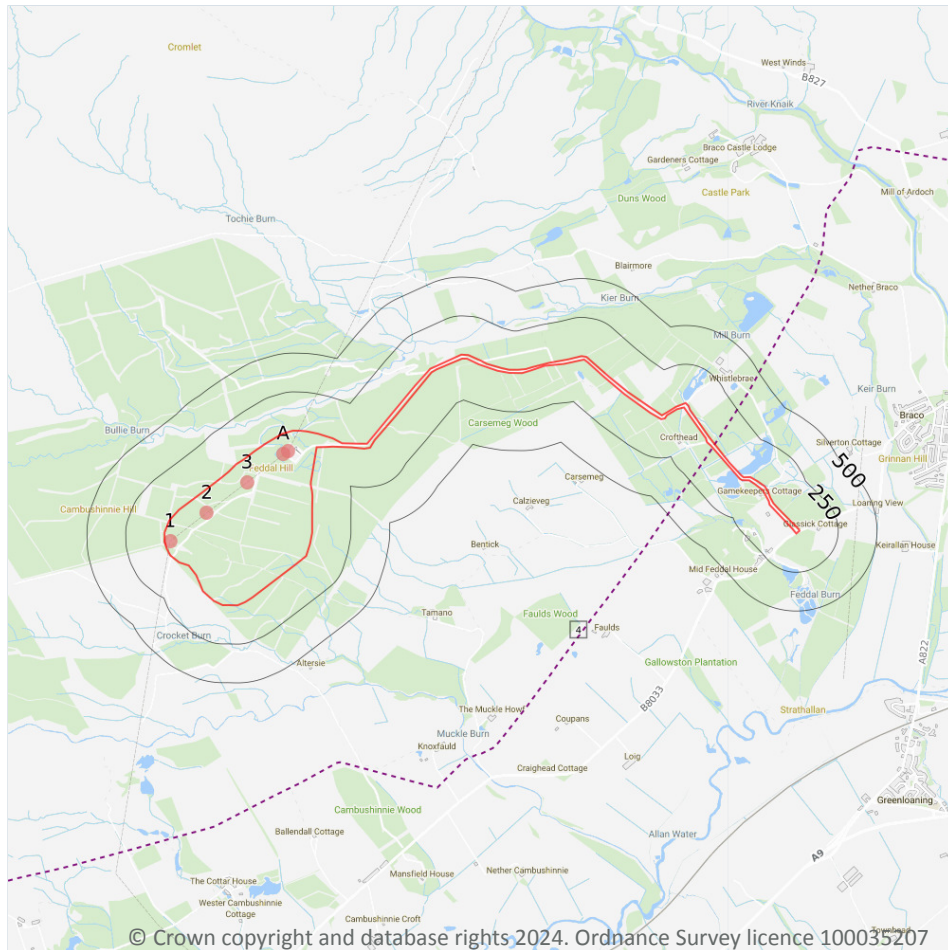 Cromlet
West Winds
B827
River Knaik
Braco Castle Lodge
Gardeners Cottage
Castle Park
Mill of Ardoch
Duns Wood
Tochie Burn
Blairmore
Nether Braco
Kier Burn
Mill Burn
Whistlebrae
Keir Burn
Braco
Bullie Burn
A
Carsemeg Wood
Crofthead
Silverton Cottage
Grinnan Hill
Feddal Hill
3
500
Carsemeg
Gamekeepers Cottage
250
Loaning View
2
Calzieveg
Cambushinnie Hill
1
Glassick Cottage
Bentick
Keirallan House
Mid Feddal House
Feddal Burn
Tamano
Faulds Wood
4
Faulds
Crocket Burn
Altersie
Gallowston Plantation
A822
B8033
The Muckle Howf
Strathallan
Coupans
Muckle Burn
Knoxfauld
Loig
Craighead Cottage
Greenloaning
Cambushinnie Wood
Ballendall Cottage
Allan Water
A9
The Cottar House
Mansfield House
Nether Cambushinnie
Wester Cambushinnie
Cottage
Cambushinnie Croft
Townhead
© Crown copyright and database rights 2024. Ordnance Survey licence 100035207